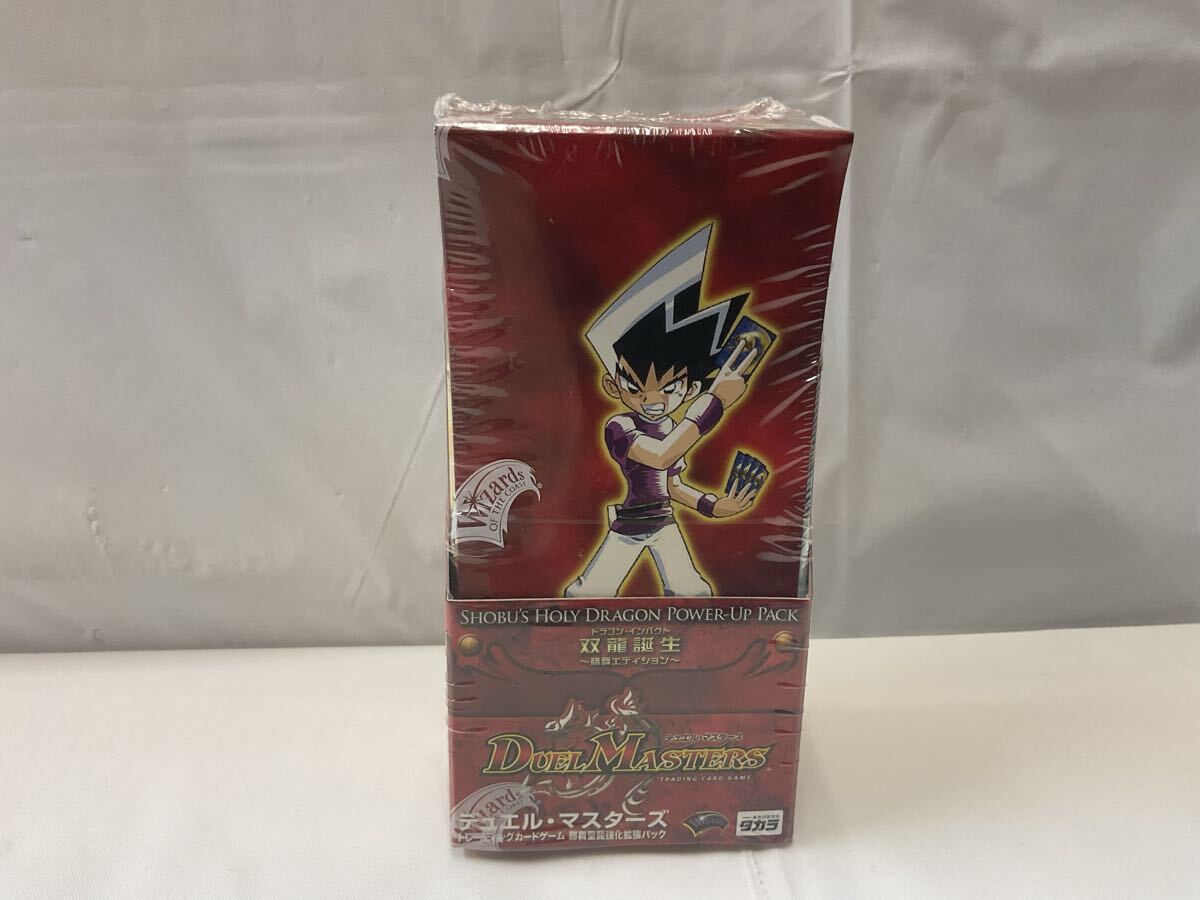 Wizards
OF THE COAST
SHOBU'S HOLY DRAGON POWER-UP PACK
ドラゴン・インパクト
双龍誕生
～勝舞エディション～
デュエル・マスターズ
DUEL MASTERS
TRADING CARD GAME
Wizards
OF THE COAST
デュエル・マスターズ
トレーディングカードゲーム 勝舞聖龍強化拡張パック
タカラ